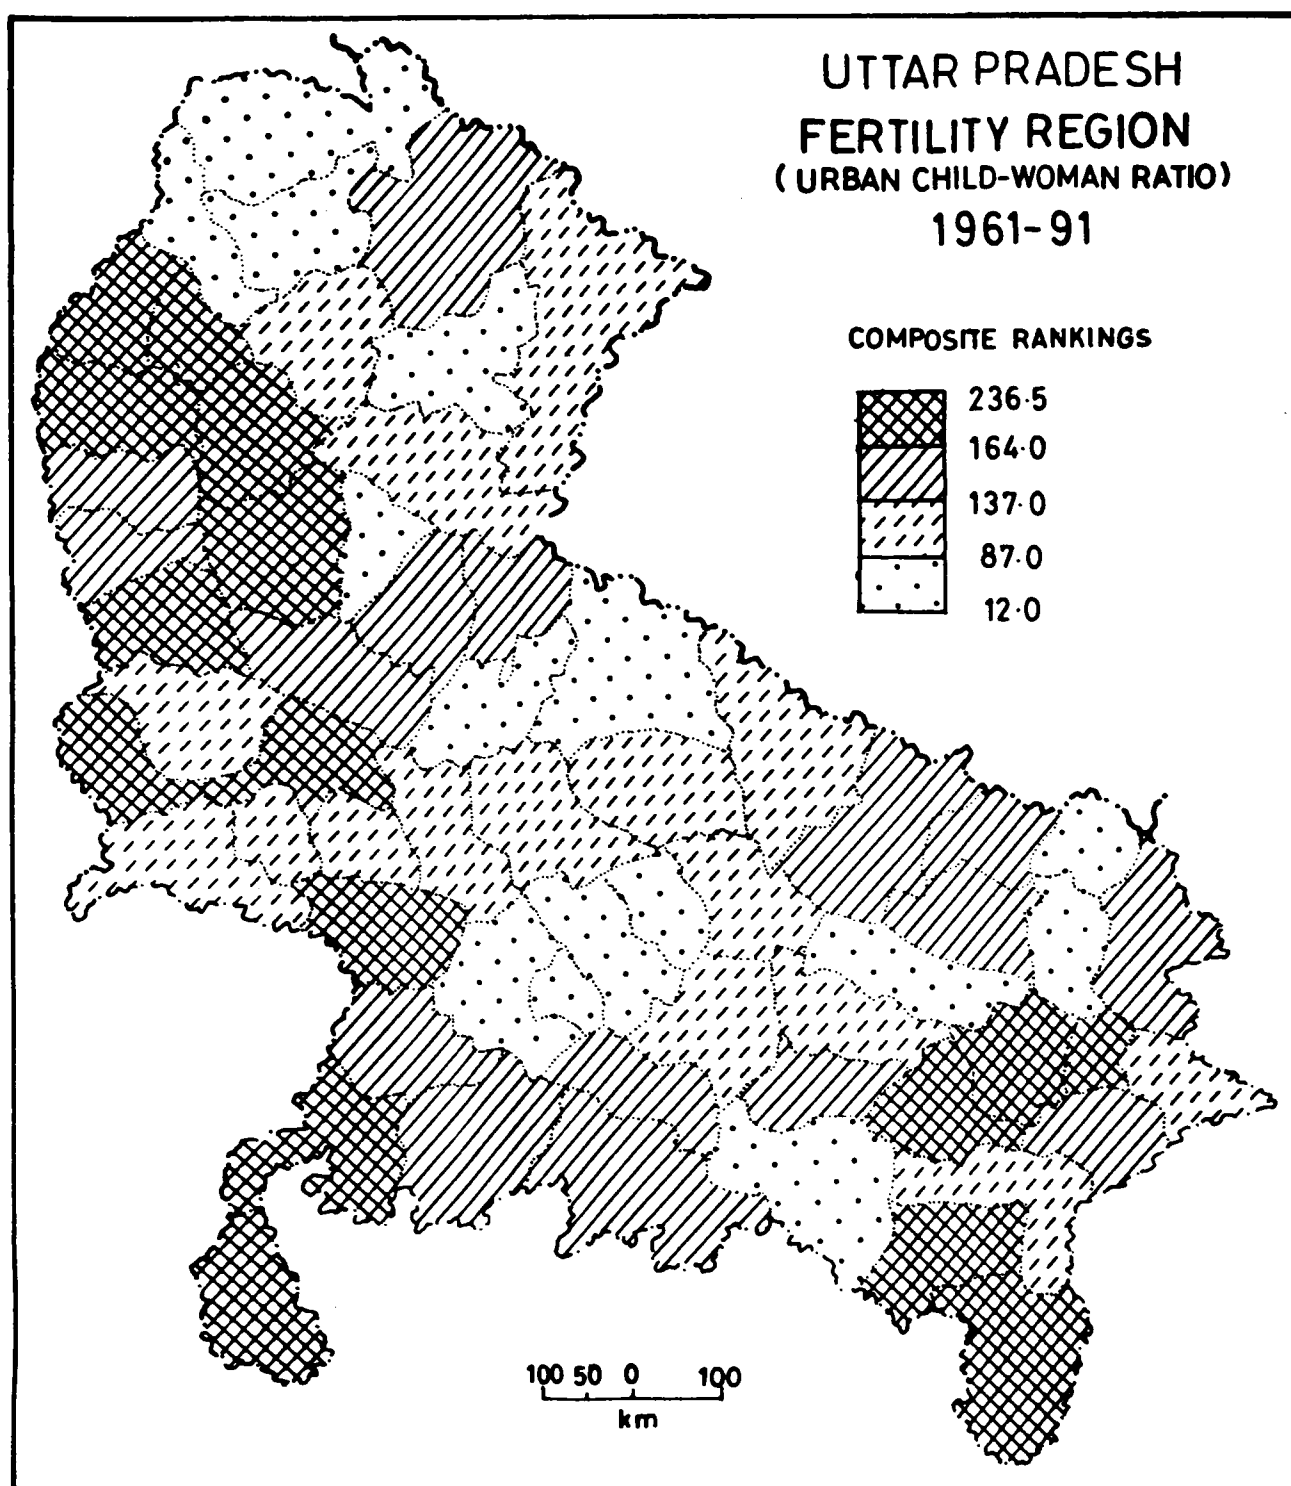 UTTAR PRADESH
FERTILITY REGION
( URBAN CHILD-WOMAN RATIO)
1961-91
COMPOSITE RANKINGS
236·5
164·0
137·0
87·0
12·0
100 50 0 100
km